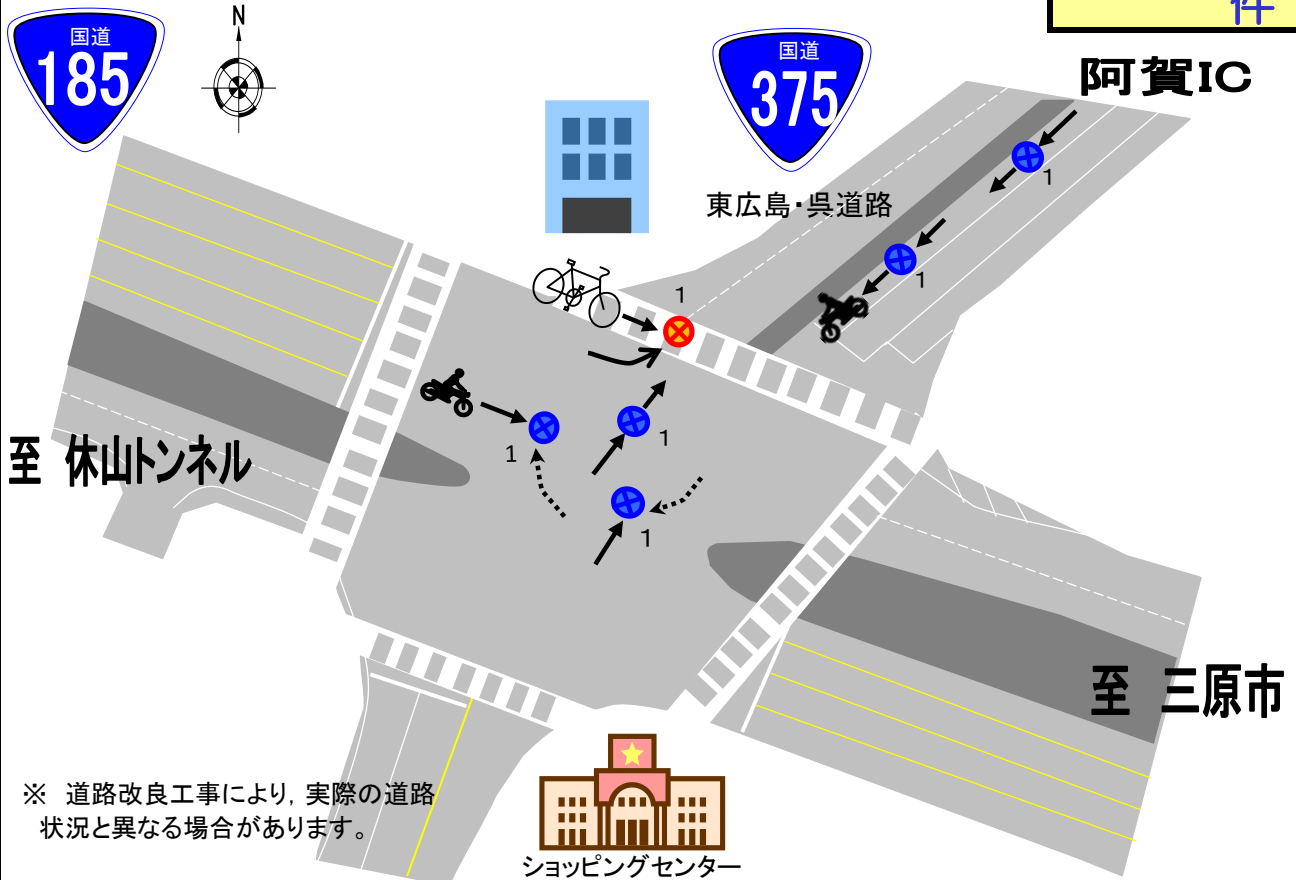 件
N
国道
185
国道
375
阿賀IC
1
東広島・呉道路
1
1
1
1
1
至 休山トンネル
至 三原市
※ 道路改良工事により, 実際の道路
状況と異なる場合があります。
ショッピングセンター